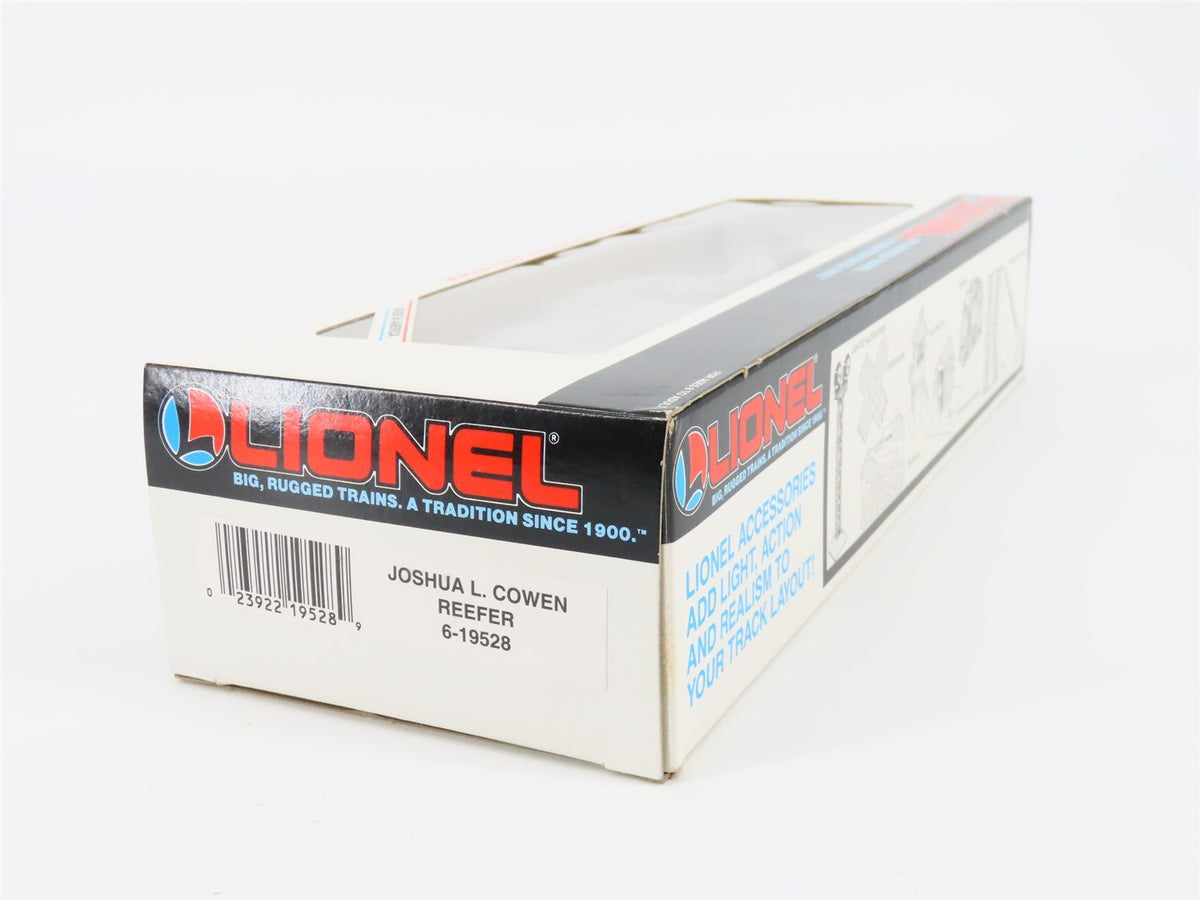 LIONEL®
BIG, RUGGED TRAINS. A TRADITION SINCE 1900.™
0 23922 19528 9
JOSHUA L. COWEN
REEFER
6-19528
LIONEL
BIG, RUGGED TRAINS. A TRADITION SINCE 1900.™
LIONEL ACCESSORIES
ADD LIGHT, ACTION
AND REALISM TO
YOUR TRACK LAYOUT!